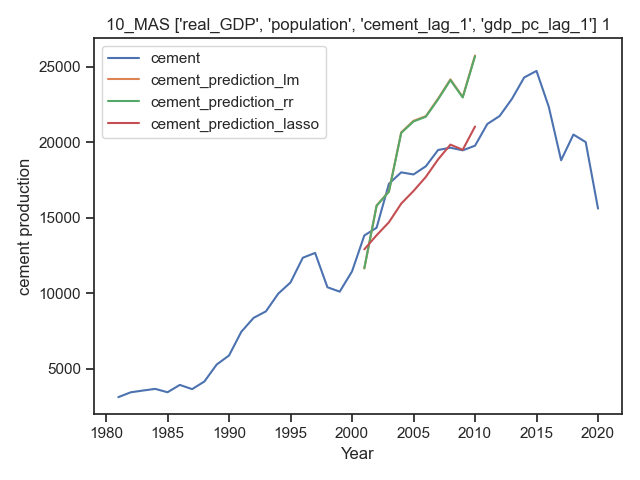 10_MAS ['real_GDP', 'population', 'cement_lag_1', 'gdp_pc_lag_1'] 1
cement
cement_prediction_lm
cement_prediction_rr
cement_prediction_lasso
25000
20000
15000
10000
5000
cement production
1980 1985 1990 1995 2000 2005 2010 2015 2020
Year